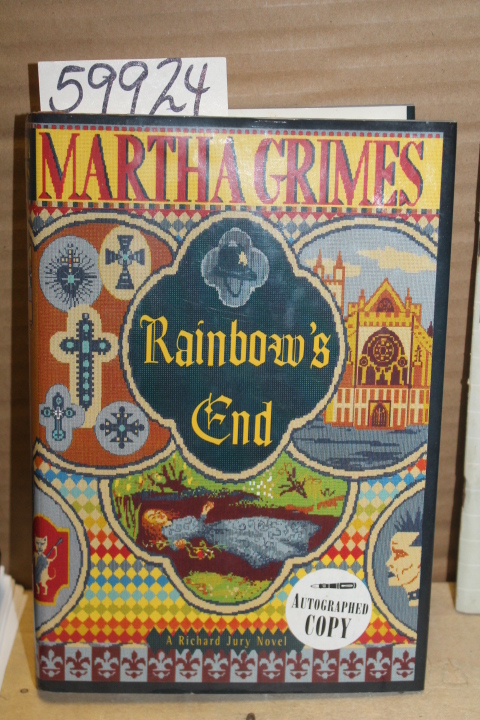 59924
MARTHA GRIMES
Rainbow's
End
AUTOGRAPHED
COPY
A Richard Jury Novel